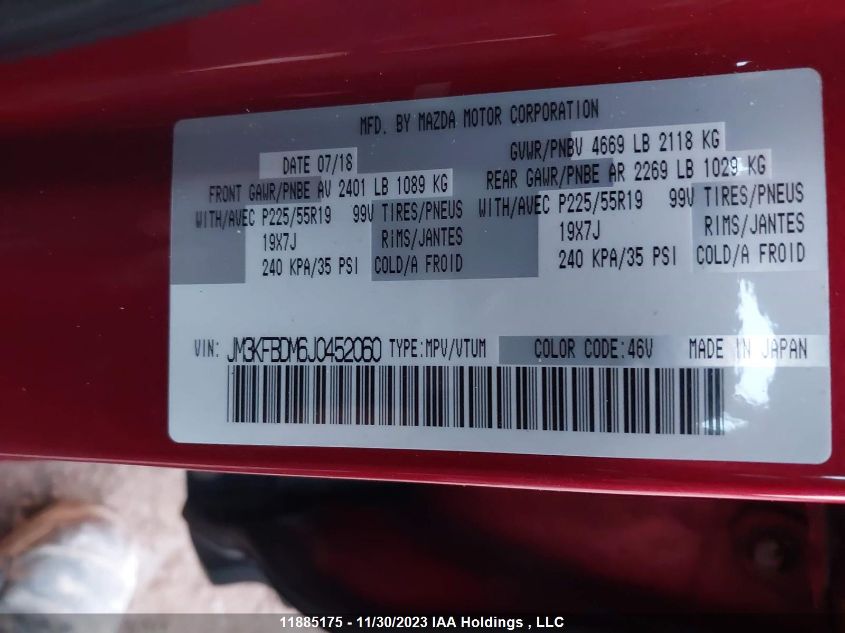 MFD. BY MAZDA MOTOR CORPORATION
DATE 07/18 GVWR/PNBV 4669 LB 2118 KG
FRONT GAWR/PNBE AV 2401 LB 1089 KG REAR GAWR/PNBE AR 2269 LB 1029 KG
WITH/AVEC P225/55R19 99V TIRES/PNEUS WITH/AVEC P225/55R19 99V TIRES/PNEUS
19X7J RIMS/JANTES 19X7J RIMS/JANTES
240 KPA/35 PSI COLD/A FROID 240 KPA/35 PSI COLD/A FROID
VIN: JM3KFBDM6J0452060 TYPE:MPV/VTUM COLOR CODE:46V MADE IN JAPAN
11885175 - 11/30/2023 IAA Holdings , LLC